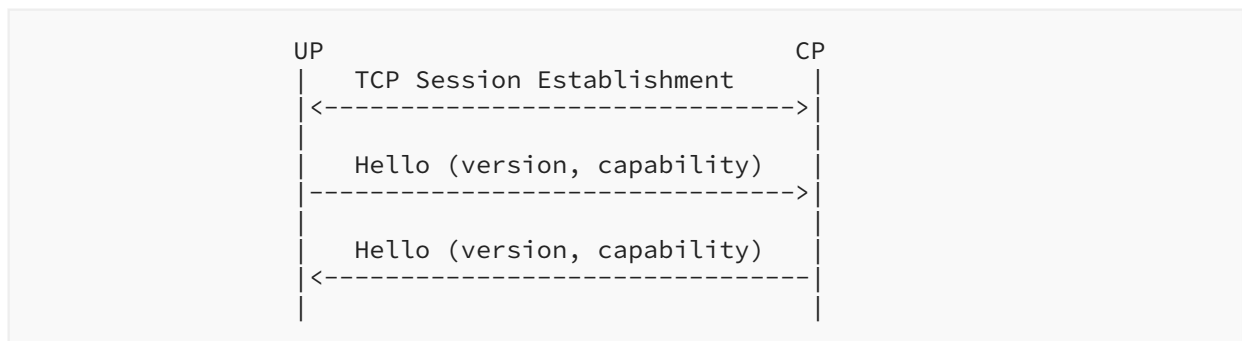 UP CP
| TCP Session Establishment |
|<------------------------------->|
| |
| Hello (version, capability) |
|-------------------------------->|
| |
| Hello (version, capability) |
|<--------------------------------|
| |